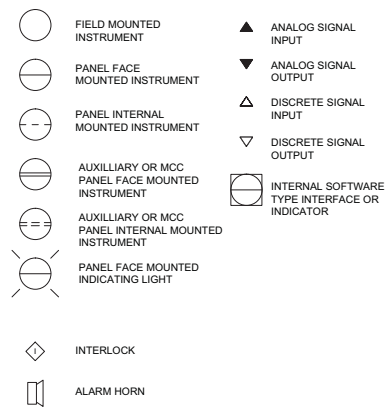 FIELD MOUNTED
INSTRUMENT
PANEL FACE
MOUNTED INSTRUMENT
PANEL INTERNAL
MOUNTED INSTRUMENT
AUXILLIARY OR MCC
PANEL FACE MOUNTED
INSTRUMENT
AUXILLIARY OR MCC
PANEL INTERNAL MOUNTED
INSTRUMENT
PANEL FACE MOUNTED
INDICATING LIGHT
I
INTERLOCK
ALARM HORN
ANALOG SIGNAL
INPUT
ANALOG SIGNAL
OUTPUT
DISCRETE SIGNAL
INPUT
DISCRETE SIGNAL
OUTPUT
INTERNAL SOFTWARE
TYPE INTERFACE OR
INDICATOR